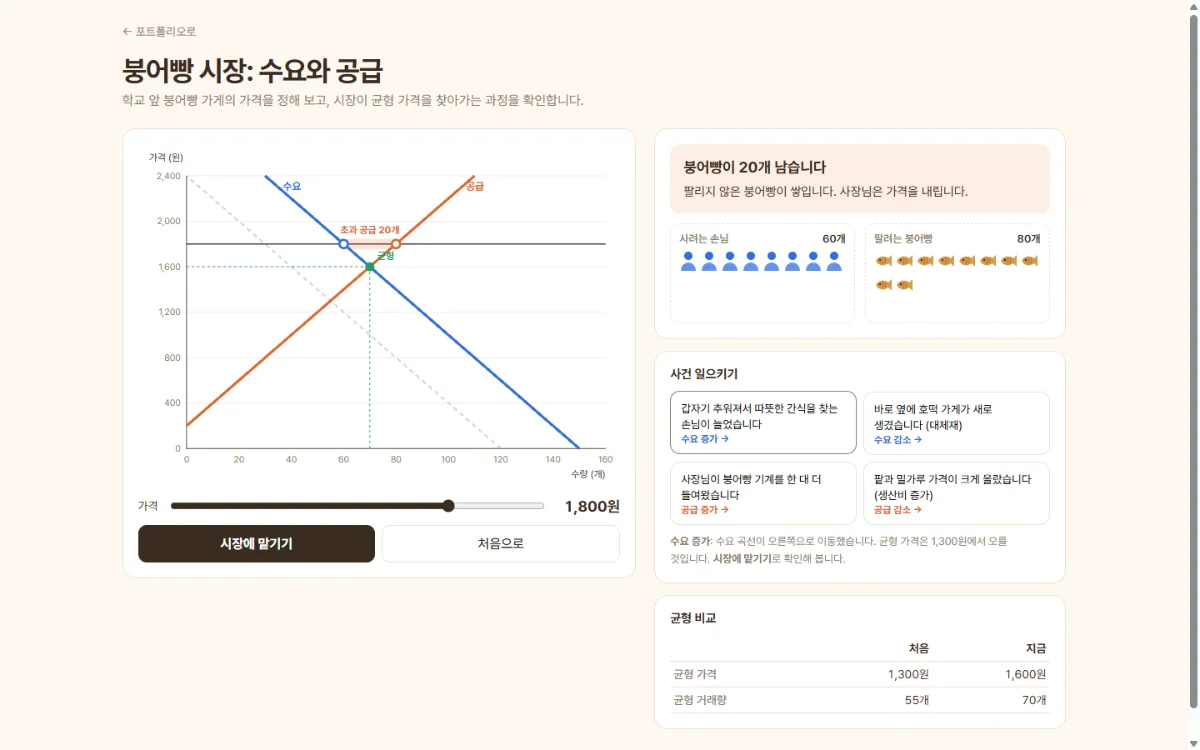 ← 포트폴리오로
붕어빵 시장: 수요와 공급
학교 앞 붕어빵 가게의 가격을 정해 보고, 시장이 균형 가격을 찾아가는 과정을 확인합니다.
가격 (원)
2,400
2,000
1,600
1,200
800
400
0
수요
공급
초과 공급 20개
균형
0 20 40 60 80 100 120 140 160
수량 (개)
가격
1,800원
시장에 맡기기
처음으로
붕어빵이 20개 남습니다
팔리지 않은 붕어빵이 쌓입니다. 사장님은 가격을 내립니다.
사려는 손님 60개
팔려는 붕어빵 80개
사건 일으키기
갑자기 추워져서 따뜻한 간식을 찾는
손님이 늘었습니다
수요 증가 →
바로 옆에 호떡 가게가 새로
생겼습니다 (대체재)
수요 감소 →
사장님이 붕어빵 기계를 한 대 더
들여왔습니다
공급 증가 →
팥과 밀가루 가격이 크게 올랐습니다
(생산비 증가)
공급 감소 →
수요 증가: 수요 곡선이 오른쪽으로 이동했습니다. 균형 가격은 1,300원에서 오를
것입니다. 시장에 맡기기로 확인해 봅니다.
균형 비교
처음 지금
균형 가격 1,300원 1,600원
균형 거래량 55개 70개